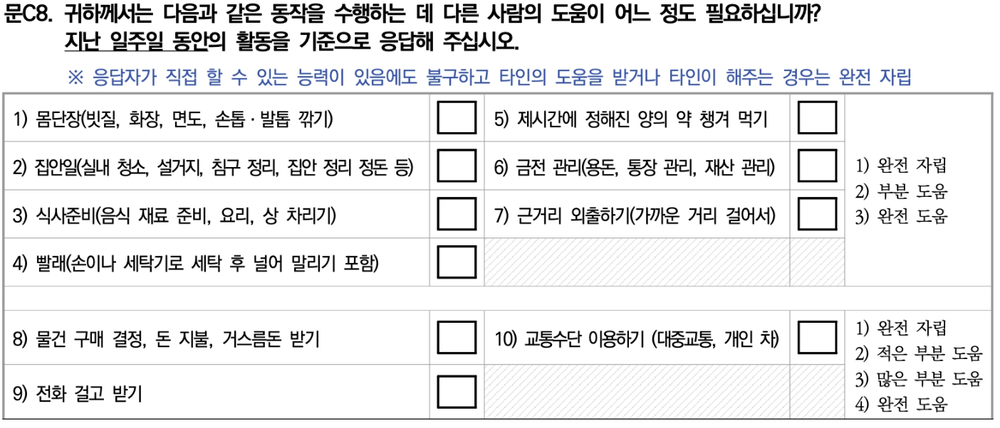 문C8. 귀하께서는 다음과 같은 동작을 수행하는 데 다른 사람의 도움이 어느 정도 필요하십니까?
지난 일주일 동안의 활동을 기준으로 응답해 주십시오.
※ 응답자가 직접 할 수 있는 능력이 있음에도 불구하고 타인의 도움을 받거나 타인이 해주는 경우는 완전 자립
1) 몸단장(빗질, 화장, 면도, 손톱·발톱 깎기)
5) 제시간에 정해진 양의 약 챙겨 먹기
2) 집안일(실내 청소, 설거지, 침구 정리, 집안 정리 정돈 등)
6) 금전 관리(용돈, 통장 관리, 재산 관리)
3) 식사준비(음식 재료 준비, 요리, 상 차리기)
7) 근거리 외출하기(가까운 거리 걸어서)
4) 빨래(손이나 세탁기로 세탁 후 널어 말리기 포함)
1) 완전 자립
2) 부분 도움
3) 완전 도움
8) 물건 구매 결정, 돈 지불, 거스름돈 받기
10) 교통수단 이용하기 (대중교통, 개인 차)
9) 전화 걸고 받기
1) 완전 자립
2) 적은 부분 도움
3) 많은 부분 도움
4) 완전 도움